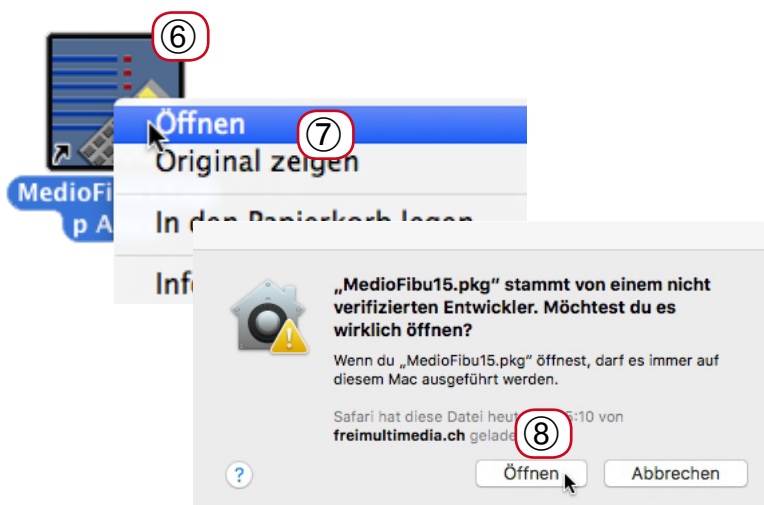 ⑥
Öffnen
⑦
Original zeigen
MedioFi
p A
In den Papierkorb legen
Inf
„MedioFibu15.pkg“ stammt von einem nicht
verifizierten Entwickler. Möchtest du es
wirklich öffnen?
Wenn du „MedioFibu15.pkg“ öffnest, darf es immer auf
diesem Mac ausgeführt werden.
Safari hat diese Datei heu 5:10 von
freimultimedia.ch gelade
⑧
?
Öffnen
Abbrechen